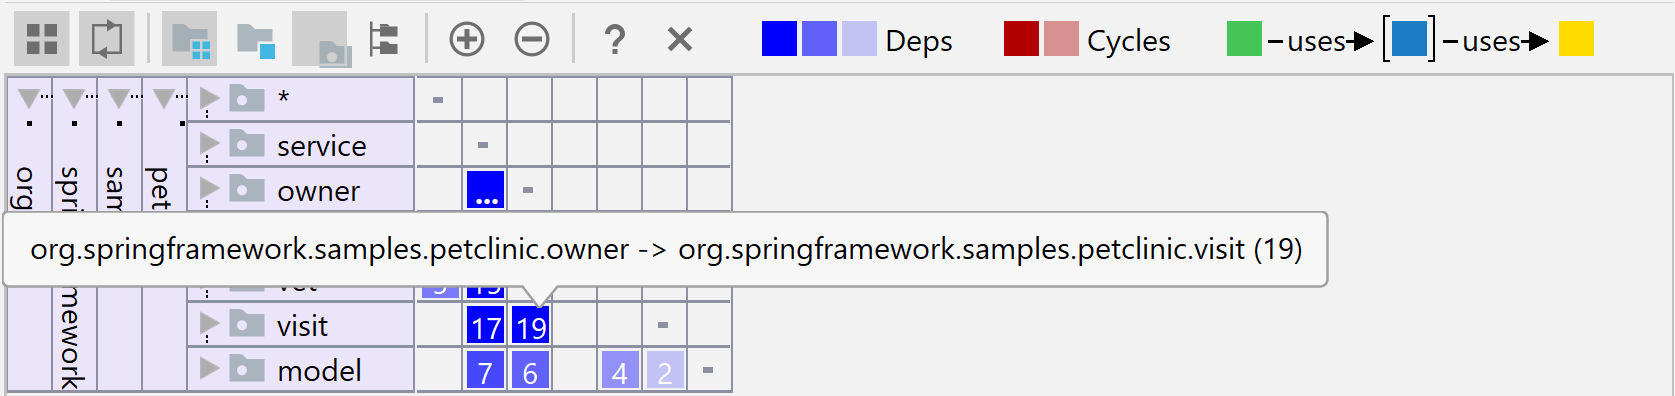 ? × Deps Cycles –uses→ [ ] –uses→
* -
service -
owner ... -
org.springframework.samples.petclinic.owner -> org.springframework.samples.petclinic.visit (19)
visit 17 19 -
model 7 6 4 2 -
org
spri
mework
sam
pet